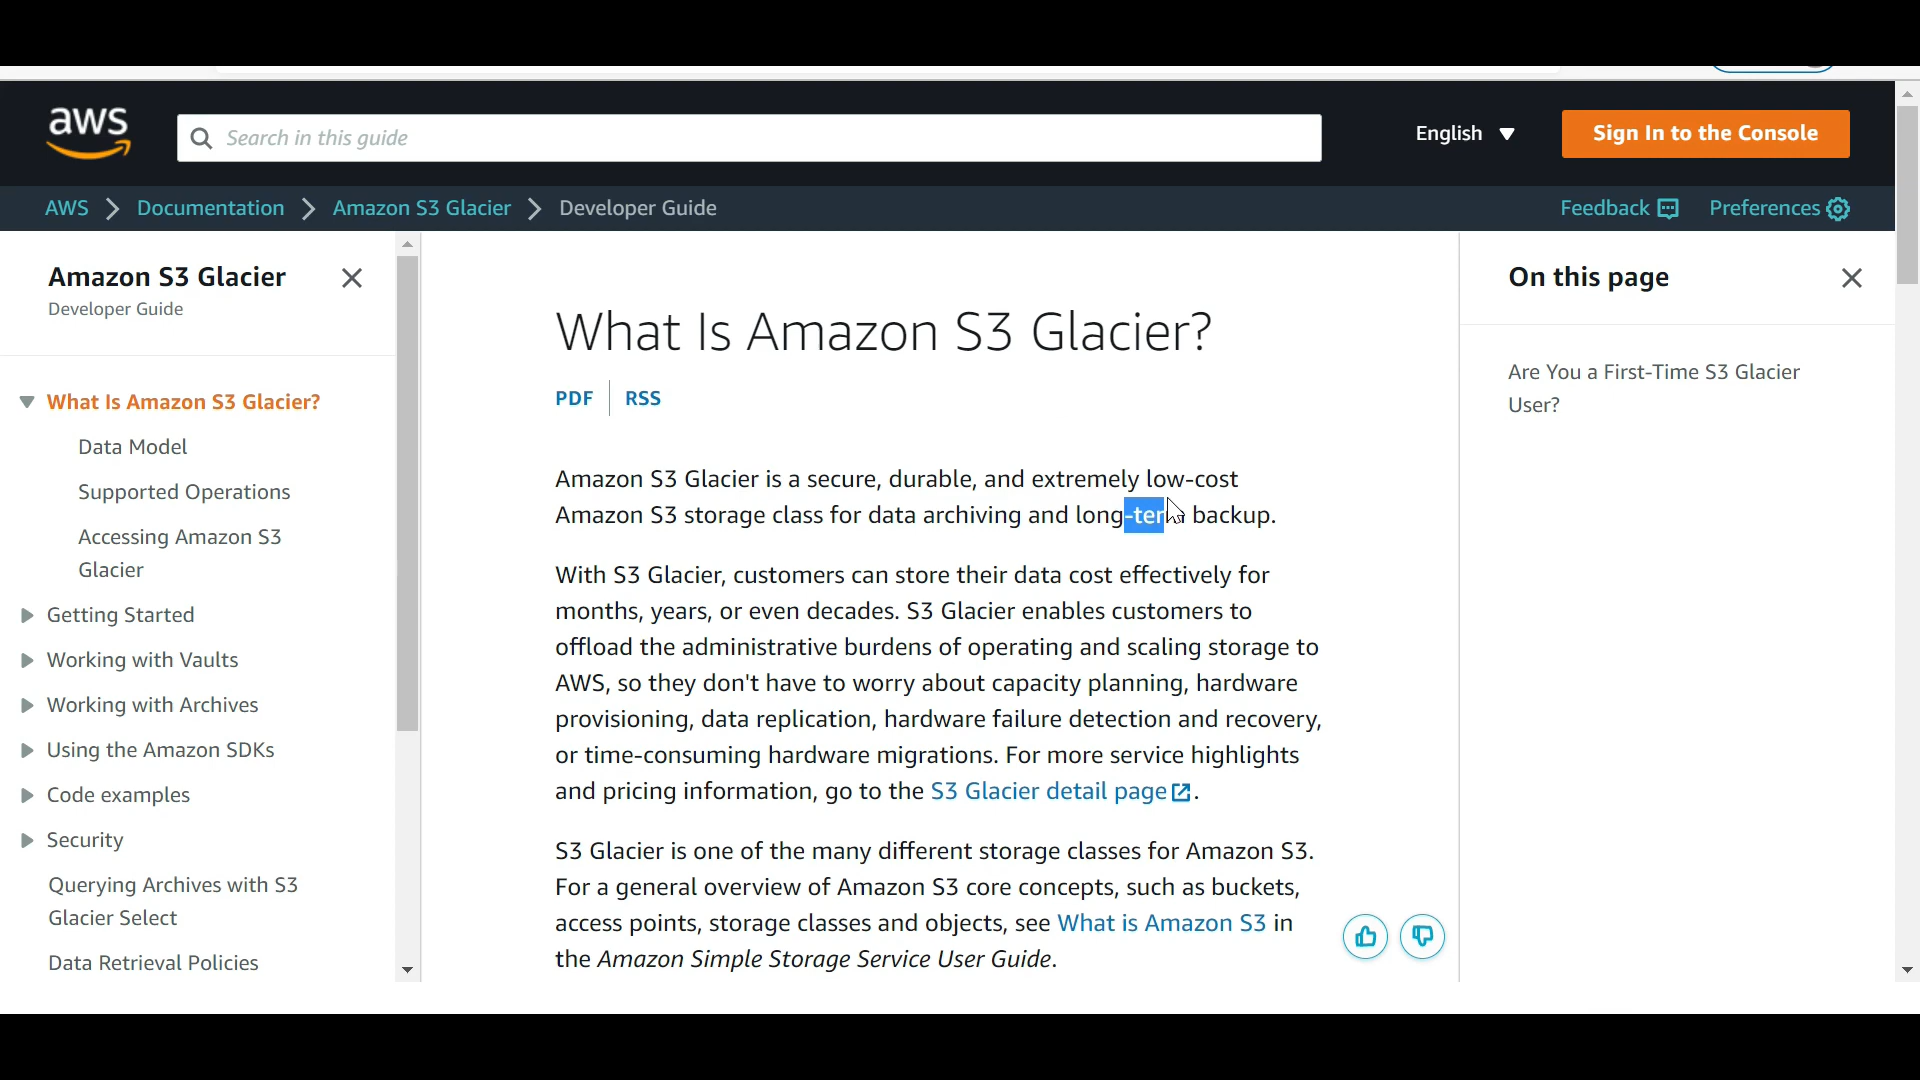 aws
Search in this guide
English
Sign In to the Console
AWS
Documentation
Amazon S3 Glacier
Developer Guide
Feedback
Preferences
Amazon S3 Glacier
Developer Guide
What Is Amazon S3 Glacier?
Data Model
Supported Operations
Accessing Amazon S3
Glacier
Getting Started
Working with Vaults
Working with Archives
Using the Amazon SDKs
Code examples
Security
Querying Archives with S3
Glacier Select
Data Retrieval Policies
What Is Amazon S3 Glacier?
PDF
RSS
Amazon S3 Glacier is a secure, durable, and extremely low-cost
Amazon S3 storage class for data archiving and long-term backup.
With S3 Glacier, customers can store their data cost effectively for
months, years, or even decades. S3 Glacier enables customers to
offload the administrative burdens of operating and scaling storage to
AWS, so they don't have to worry about capacity planning, hardware
provisioning, data replication, hardware failure detection and recovery,
or time-consuming hardware migrations. For more service highlights
and pricing information, go to the S3 Glacier detail page.
S3 Glacier is one of the many different storage classes for Amazon S3.
For a general overview of Amazon S3 core concepts, such as buckets,
access points, storage classes and objects, see What is Amazon S3 in
the Amazon Simple Storage Service User Guide.
On this page
Are You a First-Time S3 Glacier
User?